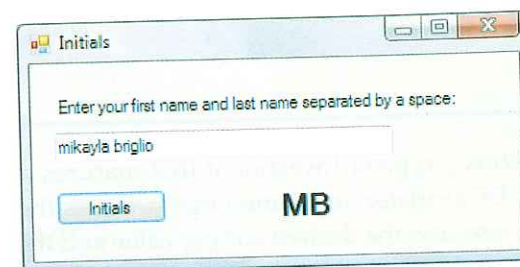 Initials
Enter your first name and last name separated by a space:
mikayla briglio
Initials MB